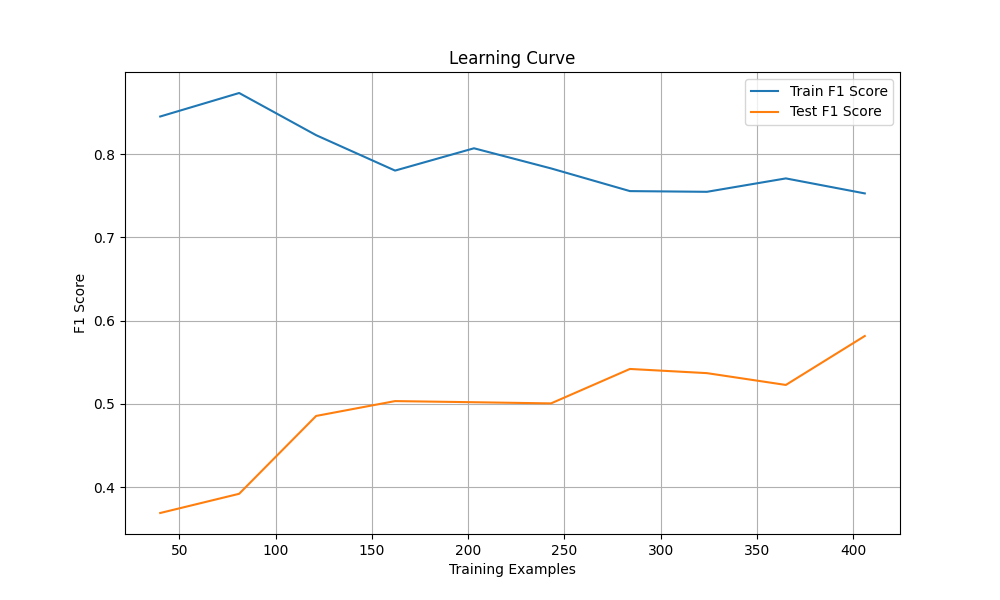 Learning Curve
Train F1 Score
Test F1 Score
F1 Score
0.8
0.7
0.6
0.5
0.4
50 100 150 200 250 300 350 400
Training Examples